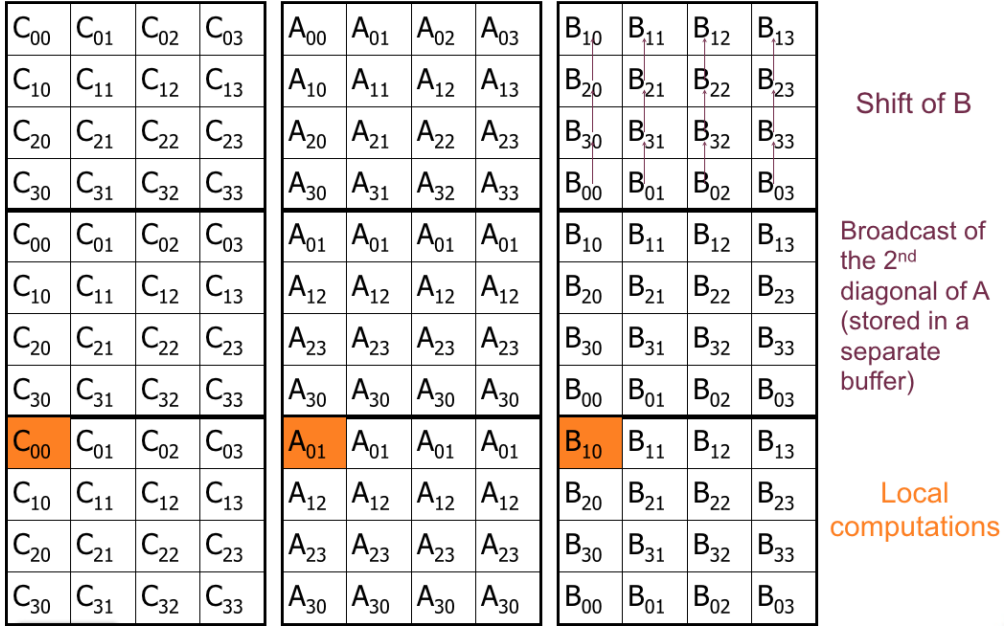 C₀₀ C₀₁ C₀₂ C₀₃ A₀₀ A₀₁ A₀₂ A₀₃ B₁₀ B₁₁ B₁₂ B₁₃
C₁₀ C₁₁ C₁₂ C₁₃ A₁₀ A₁₁ A₁₂ A₁₃ B₂₀ B₂₁ B₂₂ B₂₃
Shift of B
C₂₀ C₂₁ C₂₂ C₂₃ A₂₀ A₂₁ A₂₂ A₂₃ B₃₀ B₃₁ B₃₂ B₃₃
C₃₀ C₃₁ C₃₂ C₃₃ A₃₀ A₃₁ A₃₂ A₃₃ B₀₀ B₀₁ B₀₂ B₀₃
C₀₀ C₀₁ C₀₂ C₀₃ A₀₁ A₀₁ A₀₁ A₀₁ B₁₀ B₁₁ B₁₂ B₁₃
C₁₀ C₁₁ C₁₂ C₁₃ A₁₂ A₁₂ A₁₂ A₁₂ B₂₀ B₂₁ B₂₂ B₂₃
C₂₀ C₂₁ C₂₂ C₂₃ A₂₃ A₂₃ A₂₃ A₂₃ B₃₀ B₃₁ B₃₂ B₃₃
C₃₀ C₃₁ C₃₂ C₃₃ A₃₀ A₃₀ A₃₀ A₃₀ B₀₀ B₀₁ B₀₂ B₀₃
Broadcast of
the 2ⁿᵈ
diagonal of A
(stored in a
separate
buffer)
C₀₀ C₀₁ C₀₂ C₀₃ A₀₁ A₀₁ A₀₁ A₀₁ B₁₀ B₁₁ B₁₂ B₁₃
C₁₀ C₁₁ C₁₂ C₁₃ A₁₂ A₁₂ A₁₂ A₁₂ B₂₀ B₂₁ B₂₂ B₂₃
Local
computations
C₂₀ C₂₁ C₂₂ C₂₃ A₂₃ A₂₃ A₂₃ A₂₃ B₃₀ B₃₁ B₃₂ B₃₃
C₃₀ C₃₁ C₃₂ C₃₃ A₃₀ A₃₀ A₃₀ A₃₀ B₀₀ B₀₁ B₀₂ B₀₃